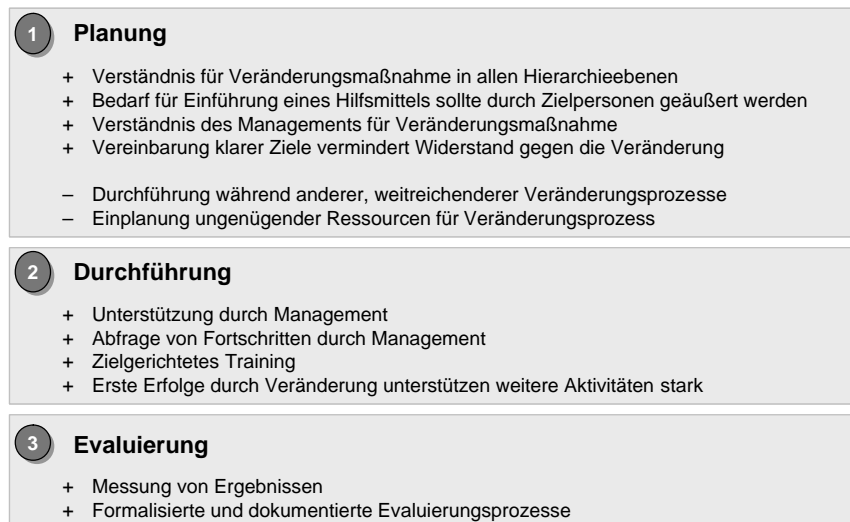 1 Planung
+ Verständnis für Veränderungsmaßnahme in allen Hierarchieebenen
+ Bedarf für Einführung eines Hilfsmittels sollte durch Zielpersonen geäußert werden
+ Verständnis des Managements für Veränderungsmaßnahme
+ Vereinbarung klarer Ziele vermindert Widerstand gegen die Veränderung
– Durchführung während anderer, weitreichenderer Veränderungsprozesse
– Einplanung ungenügender Ressourcen für Veränderungsprozess
2 Durchführung
+ Unterstützung durch Management
+ Abfrage von Fortschritten durch Management
+ Zielgerichtetes Training
+ Erste Erfolge durch Veränderung unterstützen weitere Aktivitäten stark
3 Evaluierung
+ Messung von Ergebnissen
+ Formalisierte und dokumentierte Evaluierungsprozesse